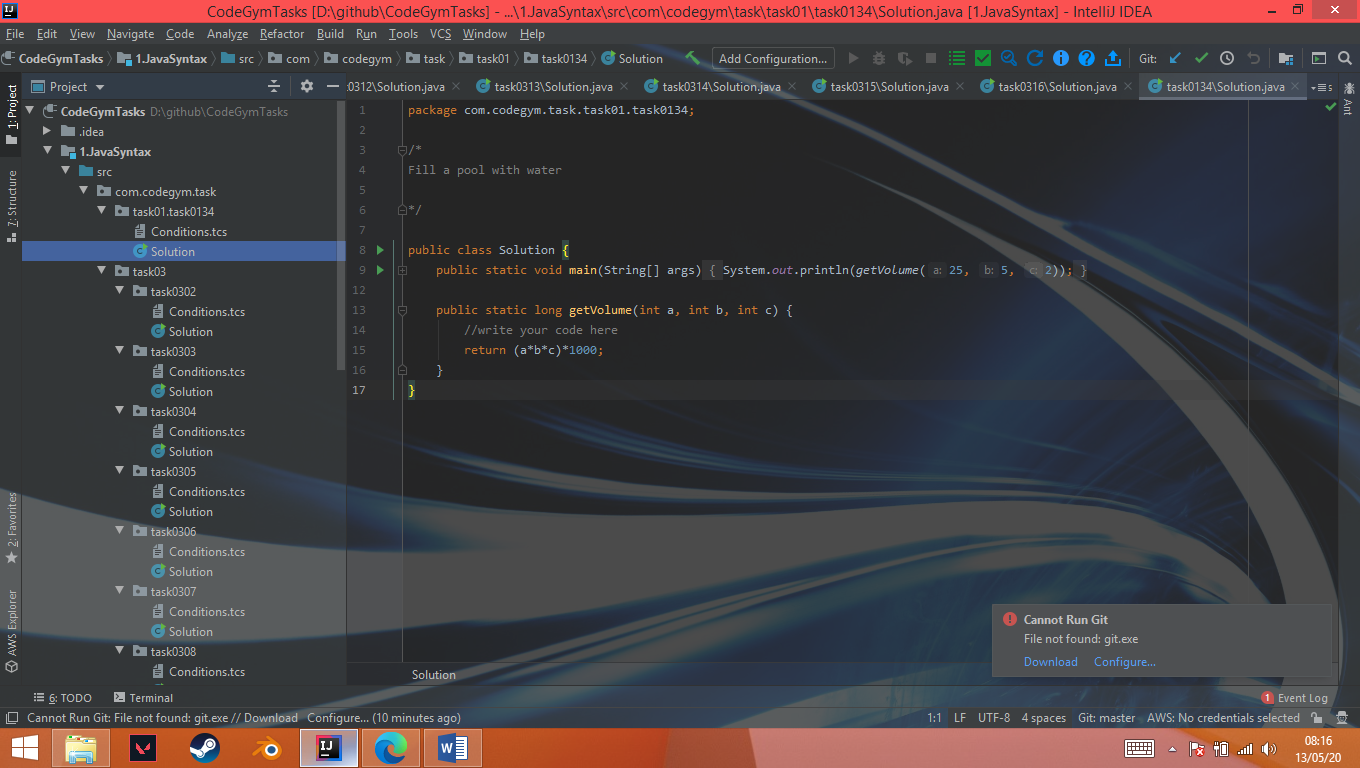 CodeGymTasks [D:\github\CodeGymTasks] - ...\1.JavaSyntax\src\com\codegym\task\task01\task0134\Solution.java [1.JavaSyntax] - IntelliJ IDEA
File Edit View Navigate Code Analyze Refactor Build Run Tools VCS Window Help
CodeGymTasks 1.JavaSyntax src com codegym task task01 task0134 Solution Add Configuration... Git:
1: Project
Project
0312\Solution.java task0313\Solution.java task0314\Solution.java task0315\Solution.java task0316\Solution.java task0134\Solution.java
Ant
CodeGymTasks D:\github\CodeGymTasks
.idea
1.JavaSyntax
src
com.codegym.task
task01.task0134
Conditions.tcs
Solution
task03
task0302
Conditions.tcs
Solution
task0303
Conditions.tcs
Solution
task0304
Conditions.tcs
Solution
task0305
Conditions.tcs
Solution
task0306
Conditions.tcs
Solution
task0307
Conditions.tcs
Solution
task0308
Conditions.tcs
7: Structure
2: Favorites
AWS Explorer
1 package com.codegym.task.task01.task0134;
2
3 /*
4 Fill a pool with water
5
6 */
7
8 public class Solution {
9 public static void main(String[] args) { System.out.println(getVolume( a: 25, b: 5, c: 2)); }
12
13 public static long getVolume(int a, int b, int c) {
14 //write your code here
15 return (a*b*c)*1000;
16 }
17 }
Cannot Run Git
File not found: git.exe
Download Configure...
Solution
6: TODO Terminal 1 Event Log
Cannot Run Git: File not found: git.exe // Download Configure... (10 minutes ago) 1:1 LF UTF-8 4 spaces Git: master AWS: No credentials selected
08:16
13/05/20